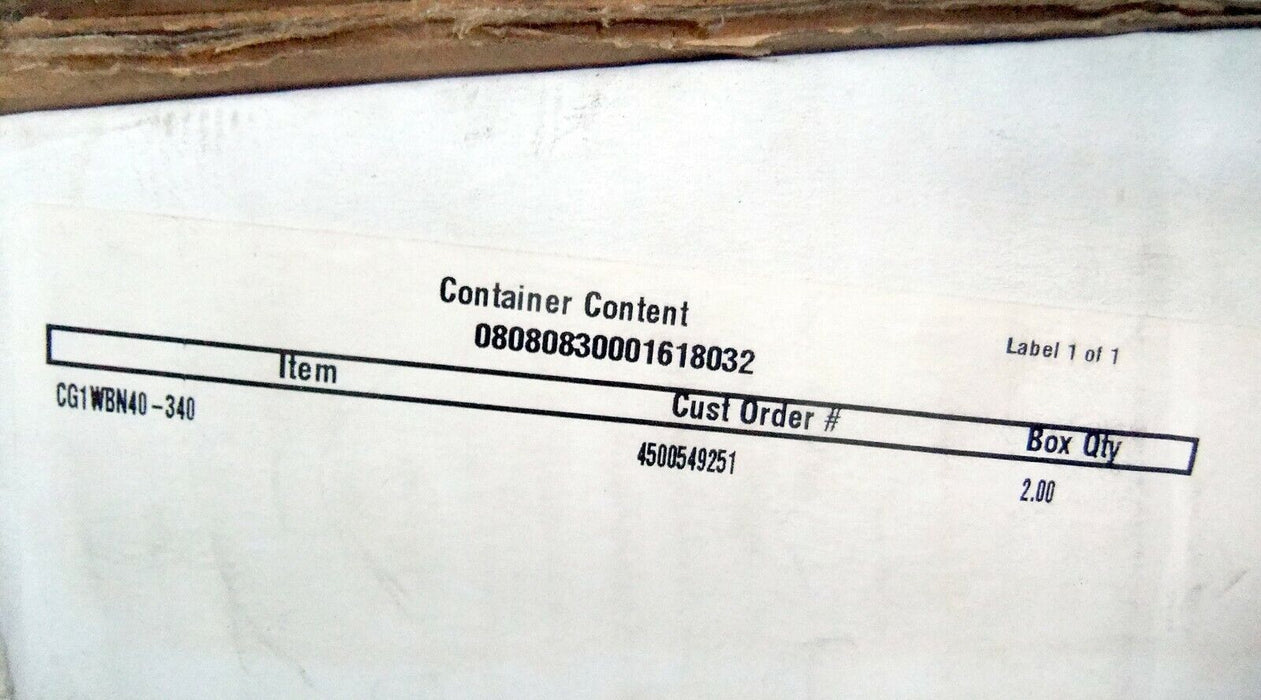 Container Content
08080830001618032
Label 1 of 1
Item Cust Order # Box Qty
CG1WBN40-340 4500549251 2.00